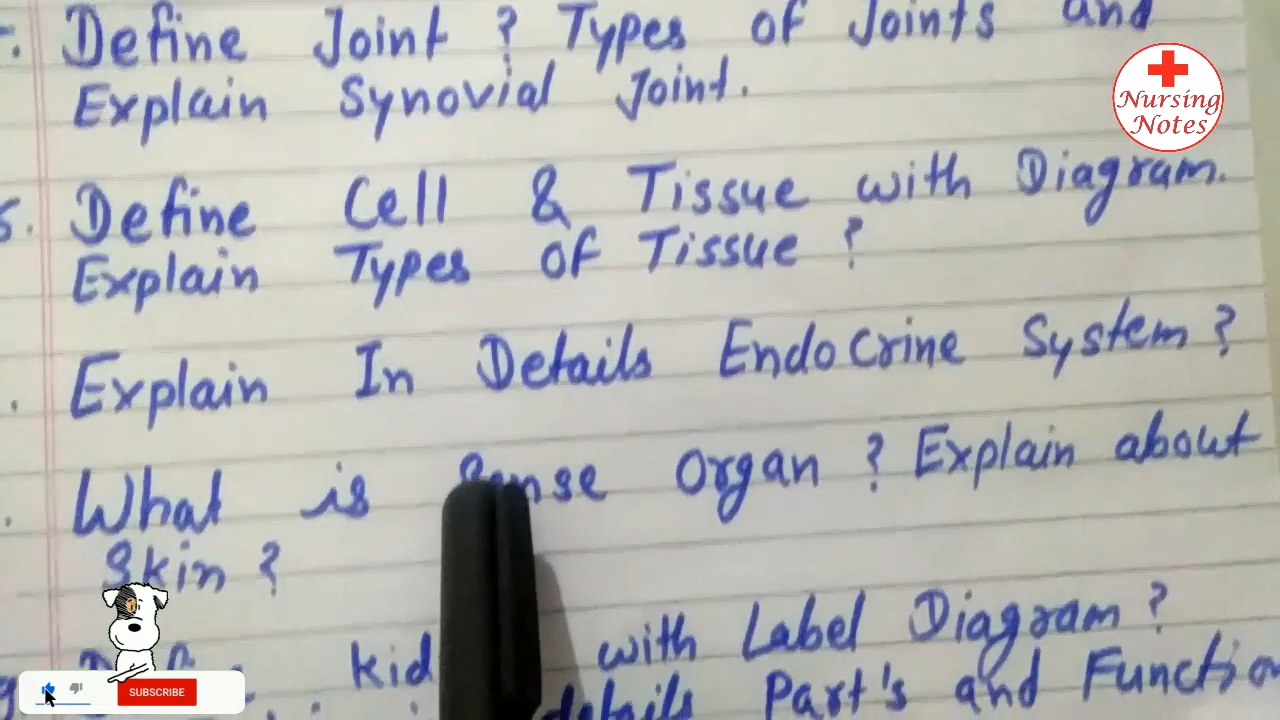 Define Joint ? Types of Joints and
Explain Synovial Joint.
Nursing
Notes
Define Cell & Tissue with Diagram.
Explain Types of Tissue ?
Explain In Details Endocrine System ?
What is Sense Organ ? Explain about
Skin ?
with Label Diagram ?
details Part's and Function
SUBSCRIBE